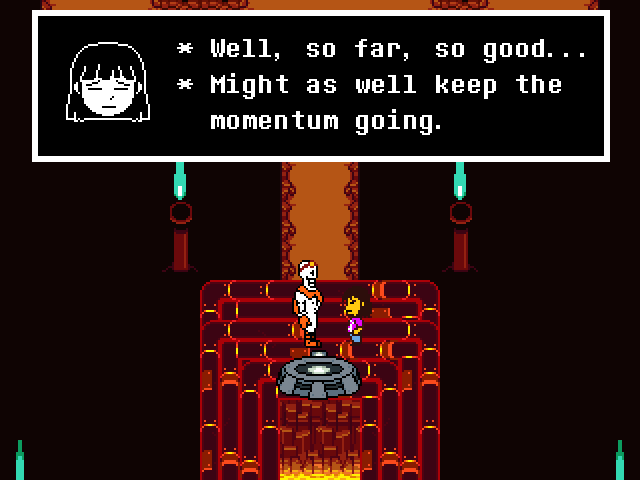 * Well, so far, so good...
* Might as well keep the
momentum going.